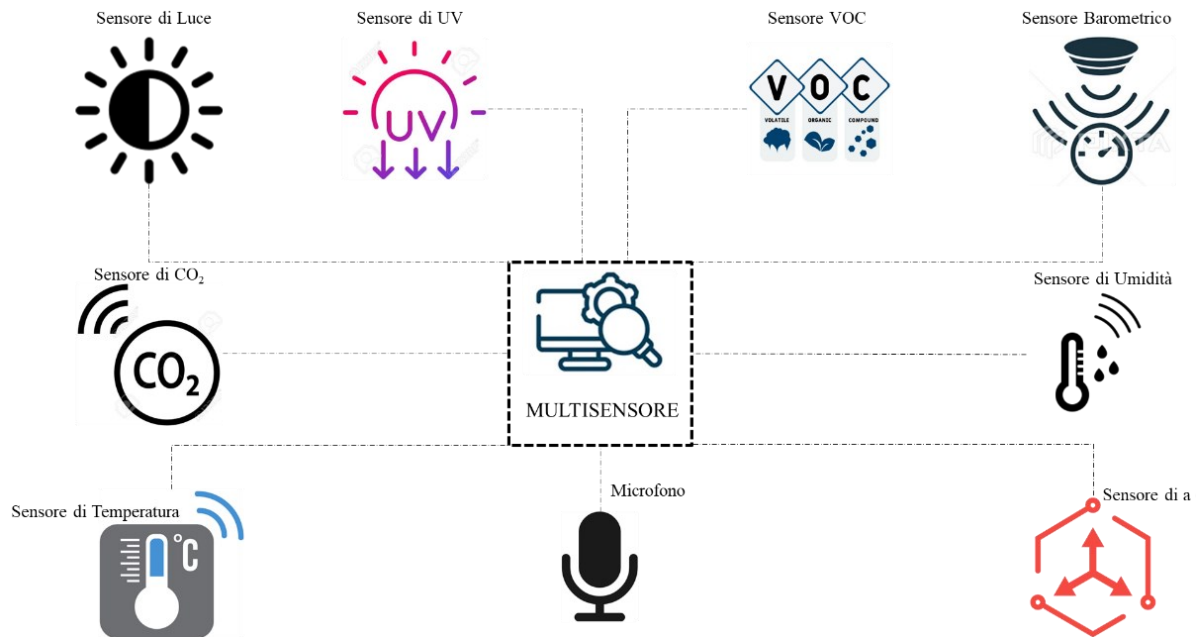 Sensore di Luce
Sensore di UV
Sensore VOC
Sensore Barometrico
UV
V O C
VOLATILE ORGANIC COMPOUND
Sensore di CO₂
Sensore di Umidità
CO₂
MULTISENSORE
Microfono
Sensore di a
Sensore di Temperatura
°C